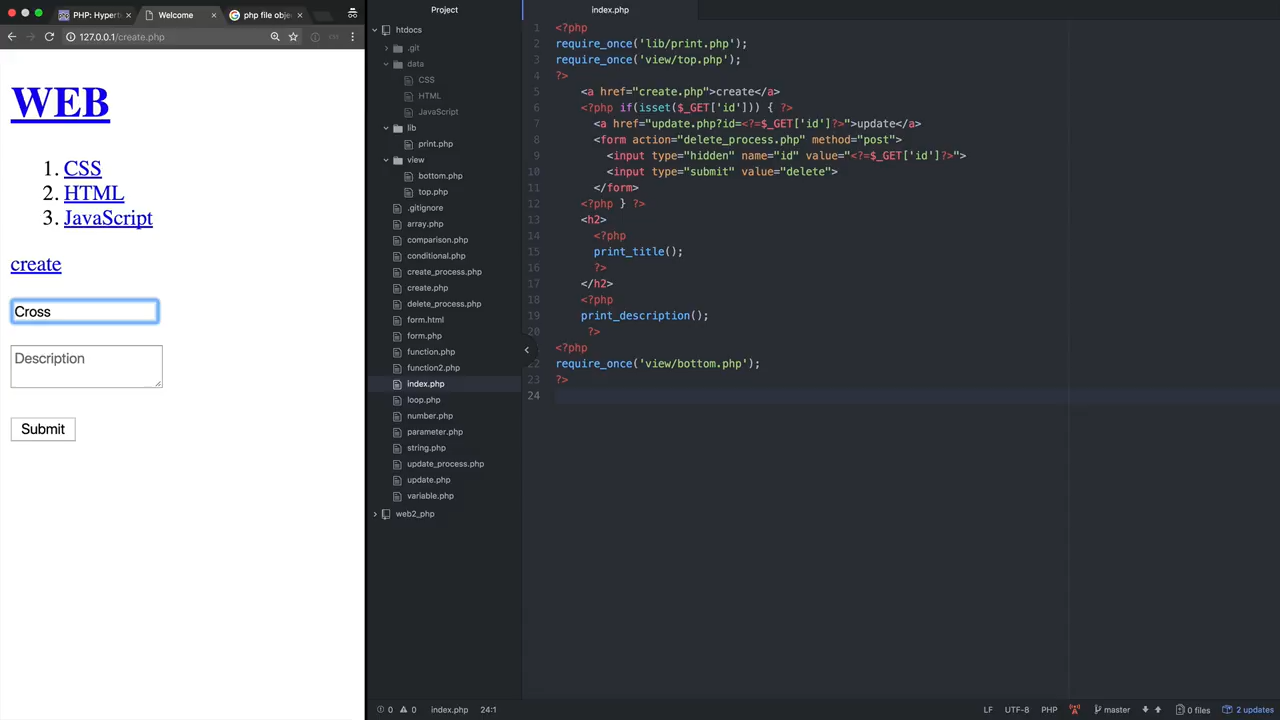 PHP: Hypert
Welcome
php file obje
127.0.0.1/create.php
WEB
1. CSS
2. HTML
3. JavaScript
create
Cross
Description
Submit
Project
htdocs
.git
data
CSS
HTML
JavaScript
lib
print.php
view
bottom.php
top.php
.gitignore
array.php
comparison.php
conditional.php
create_process.php
create.php
delete_process.php
form.html
form.php
function.php
function2.php
index.php
loop.php
number.php
parameter.php
string.php
update_process.php
update.php
variable.php
web2_php
index.php
1 <?php
2 require_once('lib/print.php');
3 require_once('view/top.php');
4 ?>
5 <a href="create.php">create</a>
6 <?php if(isset($_GET['id'])) { ?>
7 <a href="update.php?id=<?=$_GET['id']?>">update</a>
8 <form action="delete_process.php" method="post">
9 <input type="hidden" name="id" value="<?=$_GET['id']?>">
10 <input type="submit" value="delete">
11 </form>
12 <?php } ?>
13 <h2>
14 <?php
15 print_title();
16 ?>
17 </h2>
18 <?php
19 print_description();
20 ?>
<?php
22 require_once('view/bottom.php');
23 ?>
24
0 0 index.php 24:1
LF UTF-8 PHP master 0 files 2 updates